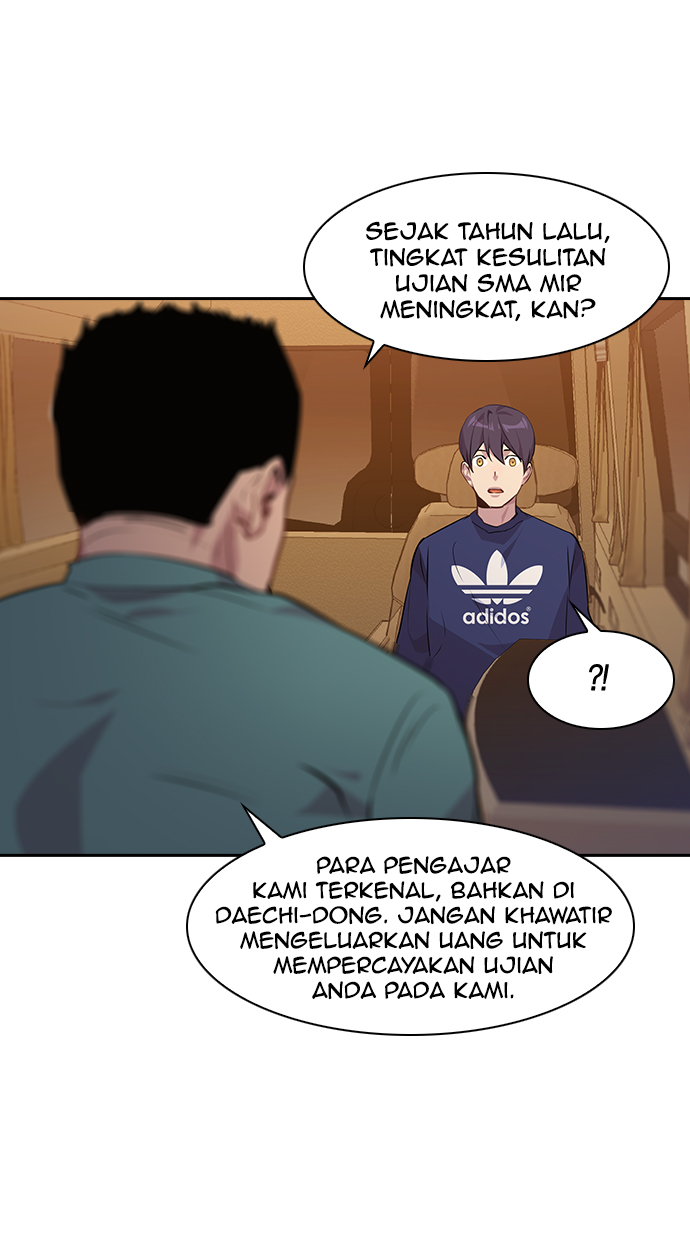 SEJAK TAHUN LALU,
TINGKAT KESULITAN
UJIAN SMA MIR
MENINGKAT, KAN?
adidos®
?!
PARA PENGAJAR
KAMI TERKENAL, BAHKAN DI
DAECHI-DONG. JANGAN KHAWATIR
MENGELUARKAN UANG UNTUK
MEMPERCAYAKAN UJIAN
ANDA PADA KAMI.